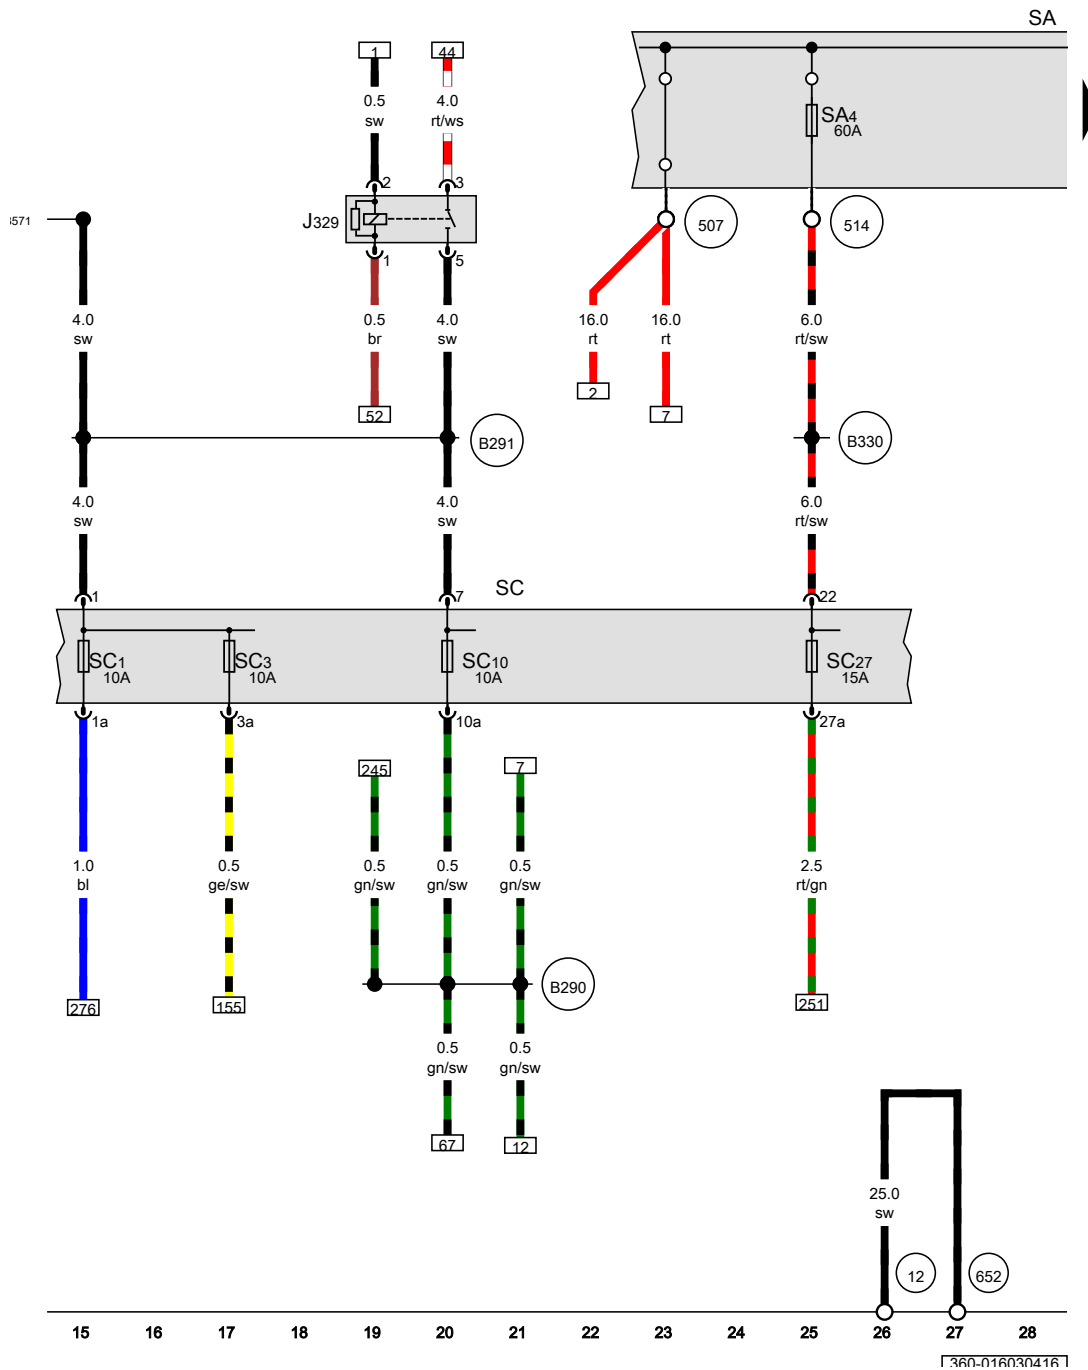 SA
1
44
0.5
sw
4.0
rt/ws
SA4
60A
2
3
J329
507
514
1
5
4.0
sw
0.5
br
4.0
sw
16.0
rt
16.0
rt
6.0
rt/sw
2
52
7
B291
B330
4.0
sw
4.0
sw
6.0
rt/sw
SC
1
7
22
SC1
10A
SC3
10A
SC10
10A
SC27
15A
1a
3a
10a
27a
245
7
1.0
bl
0.5
ge/sw
0.5
gn/sw
0.5
gn/sw
0.5
gn/sw
2.5
rt/gn
B290
276
155
251
0.5
gn/sw
0.5
gn/sw
67
12
25.0
sw
12
652
15 16 17 18 19 20 21 22 23 24 25 26 27 28
360-016030416